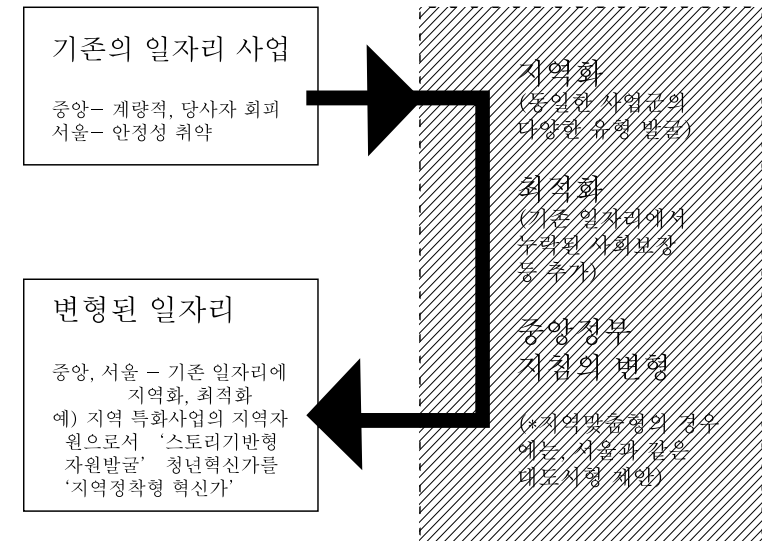 기존의 일자리 사업
중앙- 계량적, 당사자 회피
서울- 안정성 취약
지역화
(동일한 사업군의
다양한 유형 발굴)
최적화
(기존 일자리에서
누락된 사회보장
등 추가)
중앙정부
지침의 변형
(*지역맞춤형의 경우
에는, 서울과 같은
대도시형 제안)
변형된 일자리
중앙, 서울 - 기존 일자리에
지역화, 최적화
예) 지역 특화사업의 지역자
원으로서 ‘스토리기반형
자원발굴’ 청년혁신가를
‘지역정착형 혁신가’